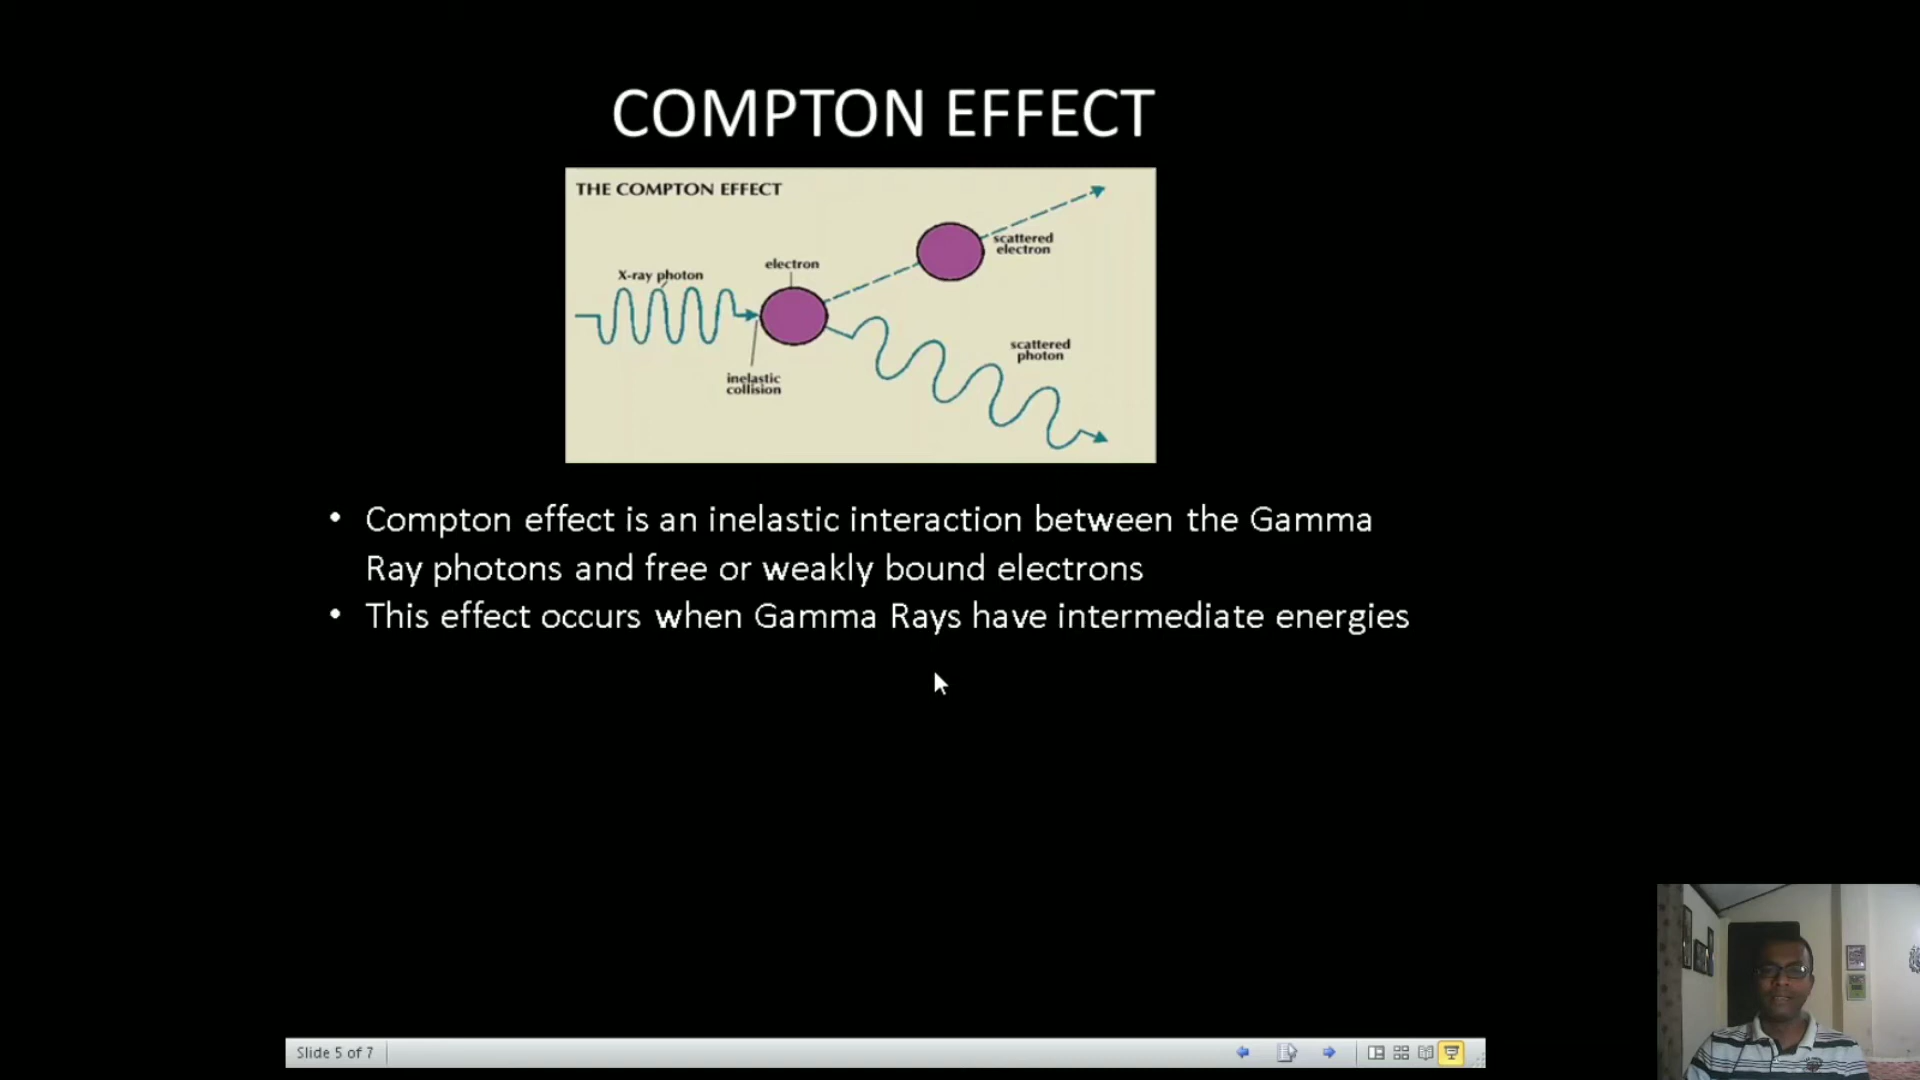 COMPTON EFFECT
THE COMPTON EFFECT
scattered
electron
electron
X-ray photon
scattered
photon
inelastic
collision
• Compton effect is an inelastic interaction between the Gamma
Ray photons and free or weakly bound electrons
• This effect occurs when Gamma Rays have intermediate energies
Slide 5 of 7